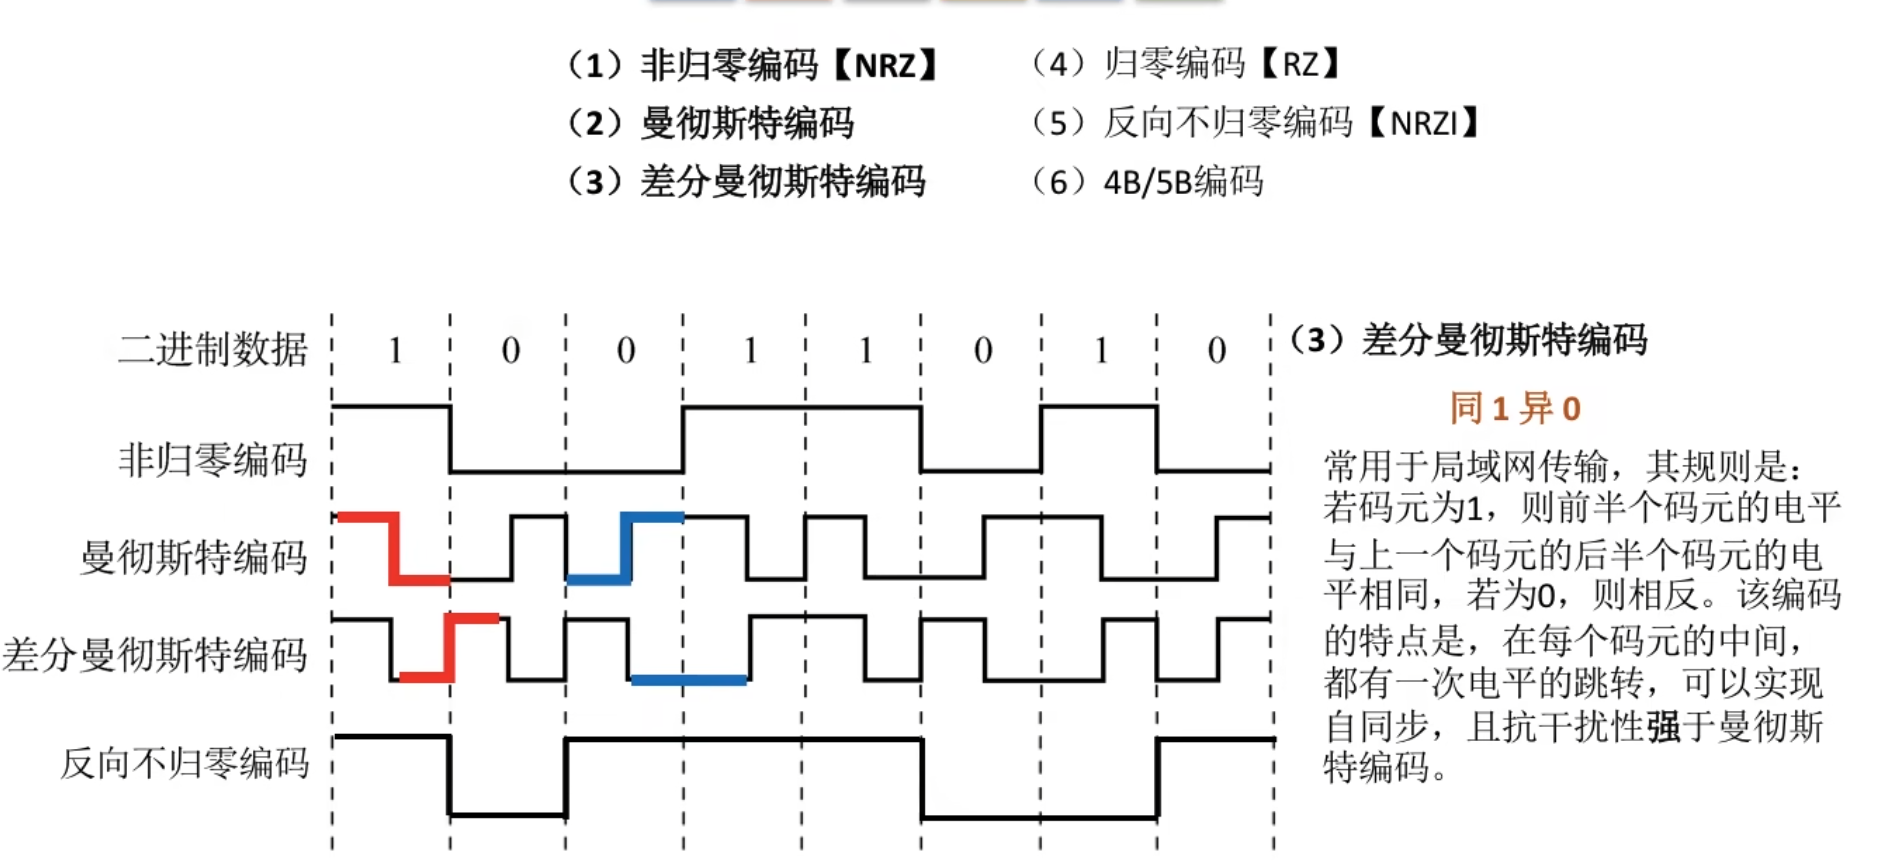 （1）非归零编码【NRZ】
（4）归零编码【RZ】
（2）曼彻斯特编码
（5）反向不归零编码【NRZI】
（3）差分曼彻斯特编码
（6）4B/5B编码
二进制数据 1 0 0 1 1 0 1 0
（3）差分曼彻斯特编码
同 1 异 0
非归零编码
曼彻斯特编码
差分曼彻斯特编码
反向不归零编码
常用于局域网传输，其规则是：
若码元为1，则前半个码元的电平
与上一个码元的后半个码元的电
平相同，若为0，则相反。该编码
的特点是，在每个码元的中间，
都有一次电平的跳转，可以实现
自同步，且抗干扰性强于曼彻斯
特编码。